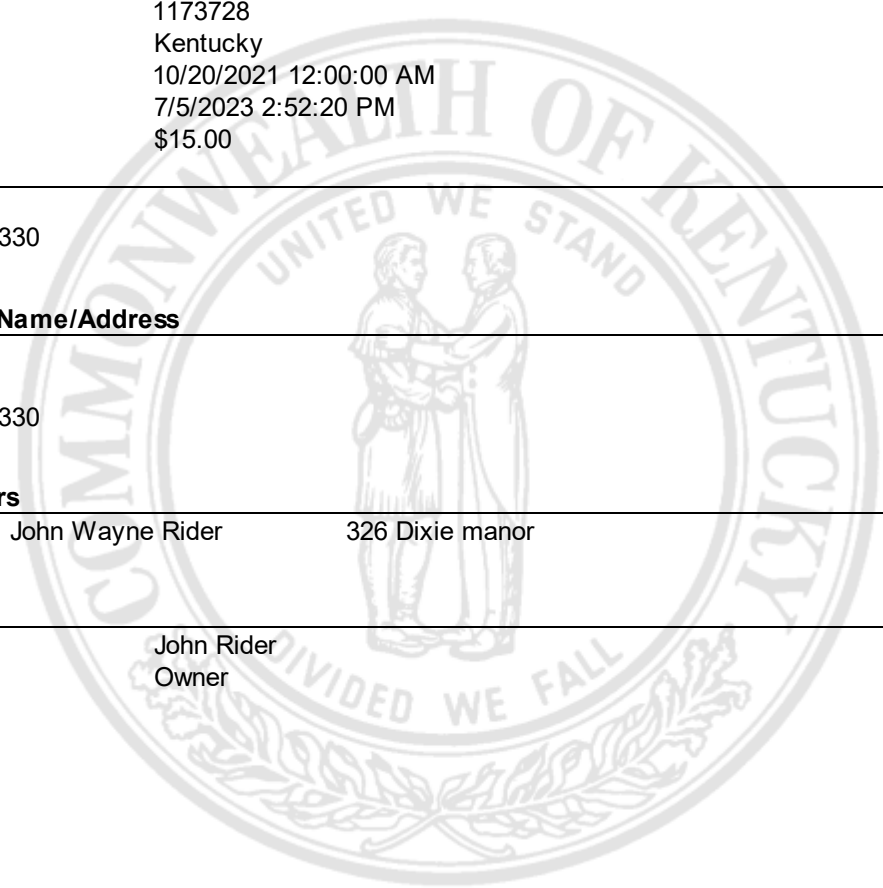 1173728
Kentucky
10/20/2021 12:00:00 AM
7/5/2023 2:52:20 PM
$15.00
330
Name/Address
330
rs
John Wayne Rider 326 Dixie manor
John Rider
Owner
COMMONWEALTH OF KENTUCKY
UNITED WE STAND
DIVIDED WE FALL